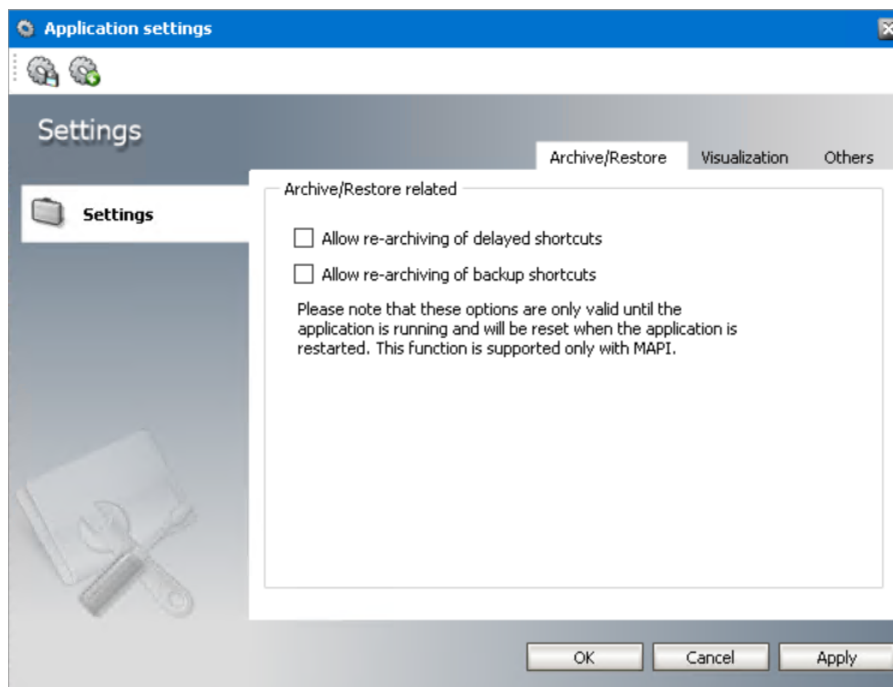 Application settings
Settings
Archive/Restore
Visualization
Others
Settings
Archive/Restore related
Allow re-archiving of delayed shortcuts
Allow re-archiving of backup shortcuts
Please note that these options are only valid until the
application is running and will be reset when the application is
restarted. This function is supported only with MAPI.
OK
Cancel
Apply